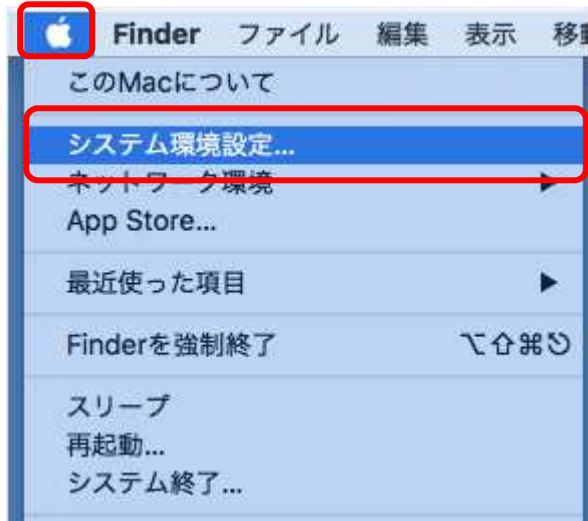 Finder ファイル 編集 表示
このMacについて
システム環境設定...
ネットワーク環境 ▶
App Store...
最近使った項目 ▶
Finderを強制終了 ⌥⇧⌘⎋
スリープ
再起動...
システム終了...